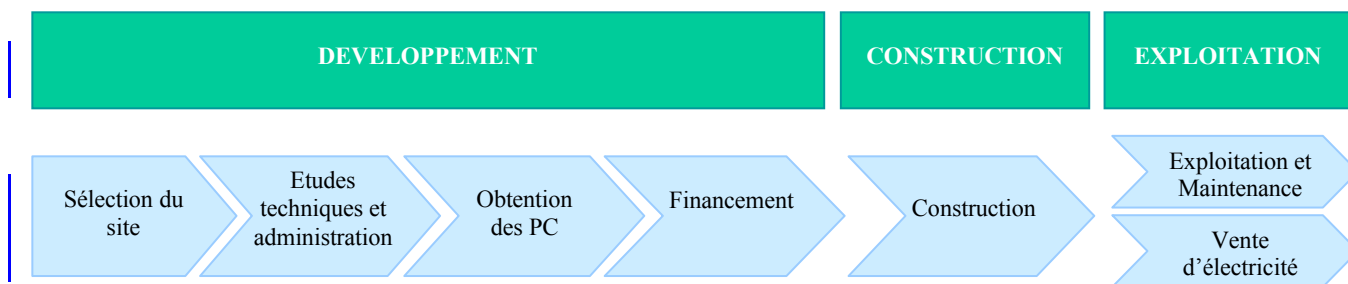 DEVELOPPEMENT
CONSTRUCTION
EXPLOITATION
Sélection du
site
Etudes
techniques et
administration
Obtention
des PC
Financement
Construction
Exploitation et
Maintenance
Vente
d’électricité